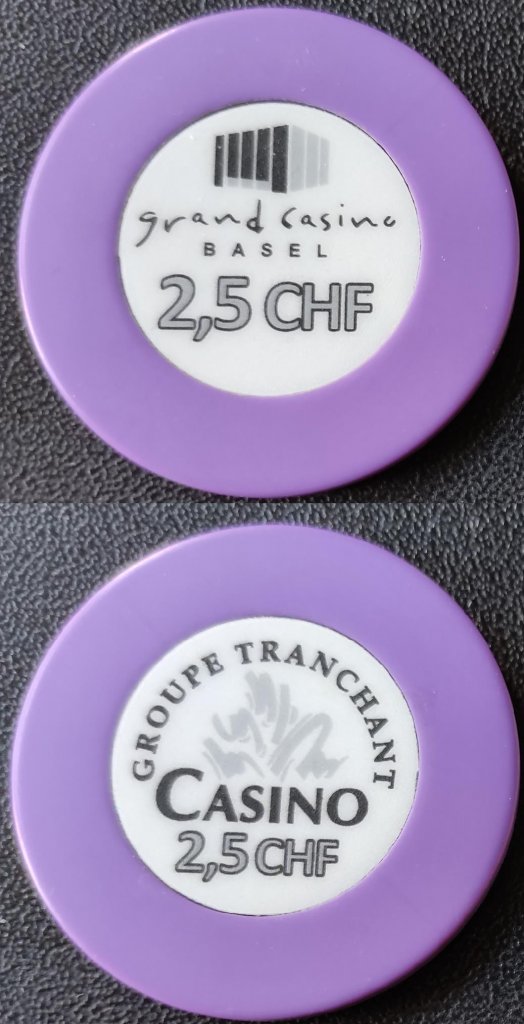 grand casino
BASEL
2,5 CHF
GROUPE TRANCHANT
CASINO
2,5 CHF